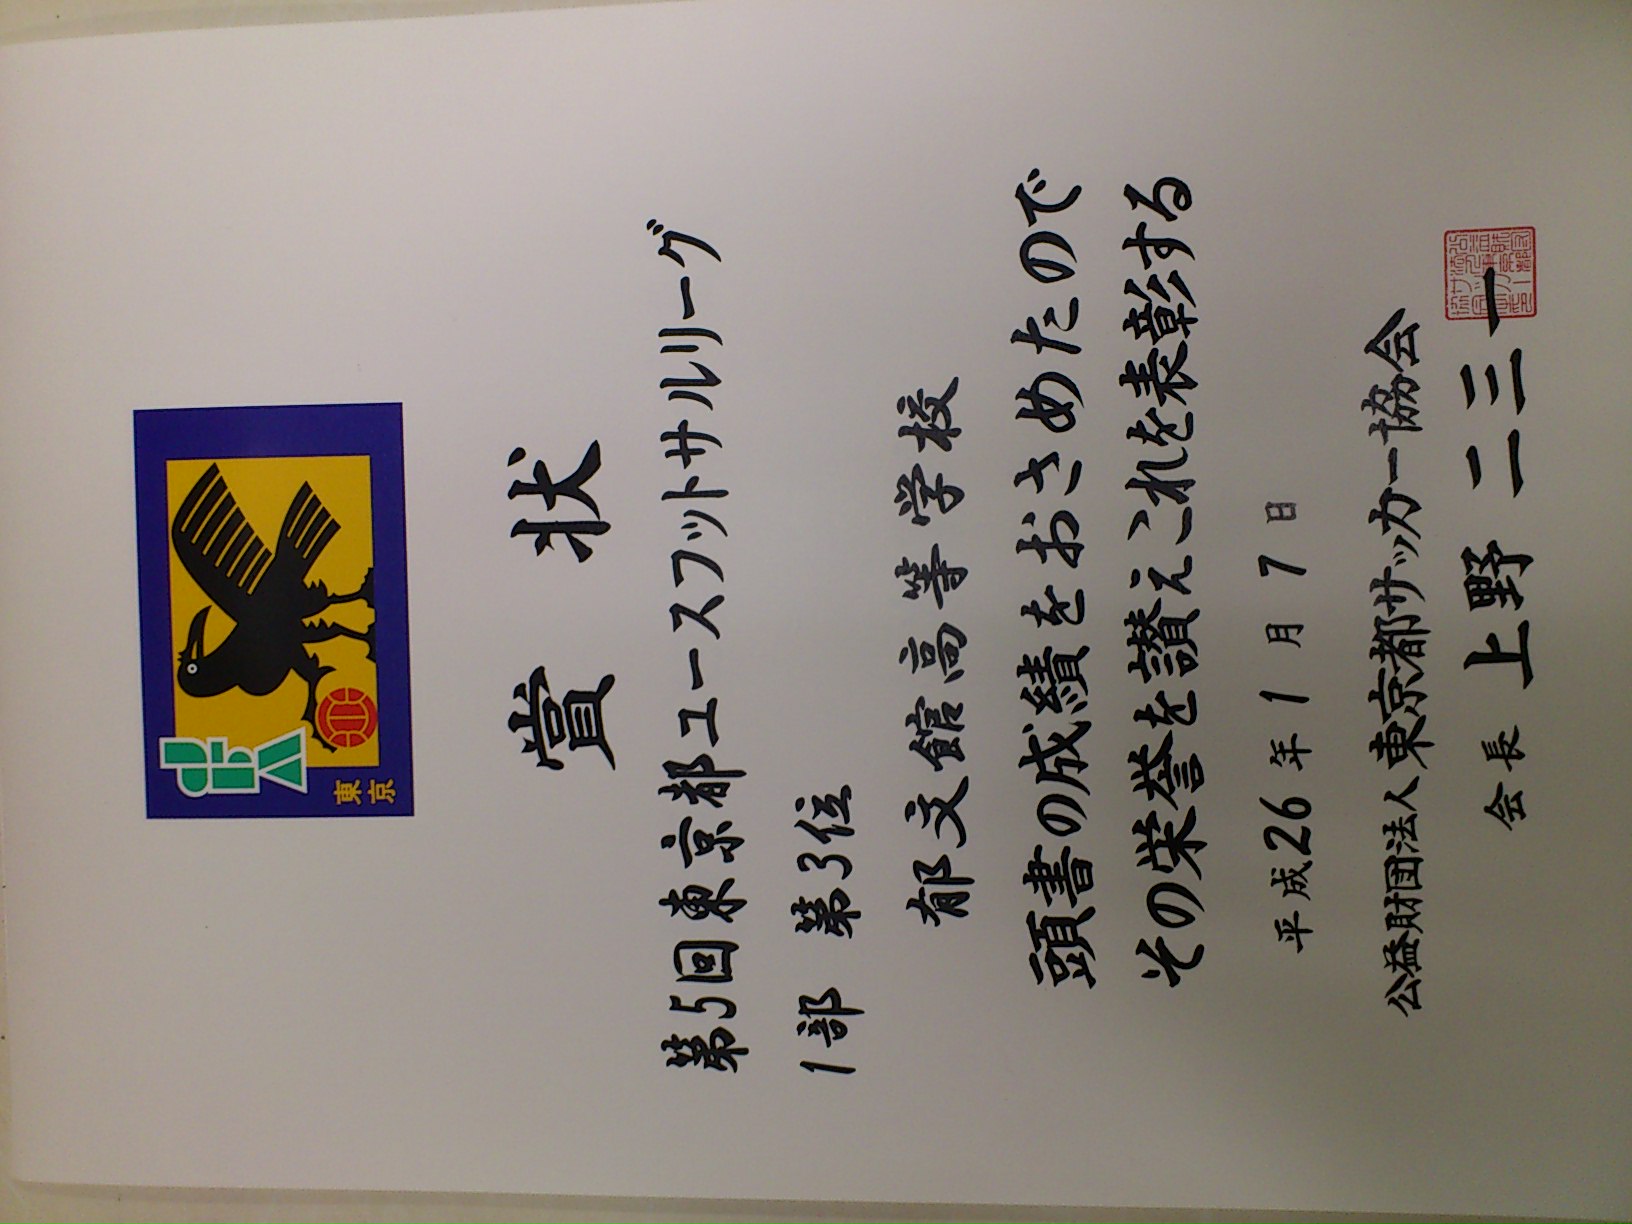 東京
賞状
第5回東京都ユースフットサルリーグ
1部 第3位
郁文館高等学校
頭書の成績をおさめたので
その栄誉を讃えこれを表彰する
平成26年1月7日
公益財団法人東京都サッカー協会
会長 上野二三一